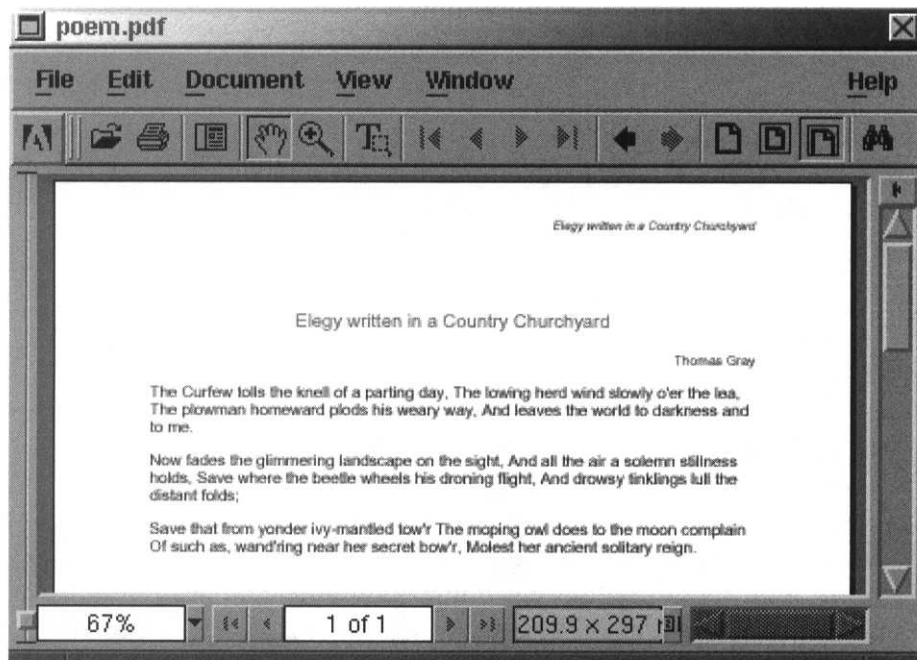 poem.pdf
File Edit Document View Window Help
Elegy written in a Country Churchyard
Elegy written in a Country Churchyard
Thomas Gray
The Curfew tolls the knell of a parting day, The lowing herd wind slowly o'er the lea,
The plowman homeward plods his weary way, And leaves the world to darkness and
to me.
Now fades the glimmering landscape on the sight, And all the air a solemn stillness
holds, Save where the beetle wheels his droning flight, And drowsy tinklings lull the
distant folds;
Save that from yonder ivy-mantled tow'r The moping owl does to the moon complain
Of such as, wand'ring near her secret bow'r, Molest her ancient solitary reign.
67% 1 of 1 209.9 × 297